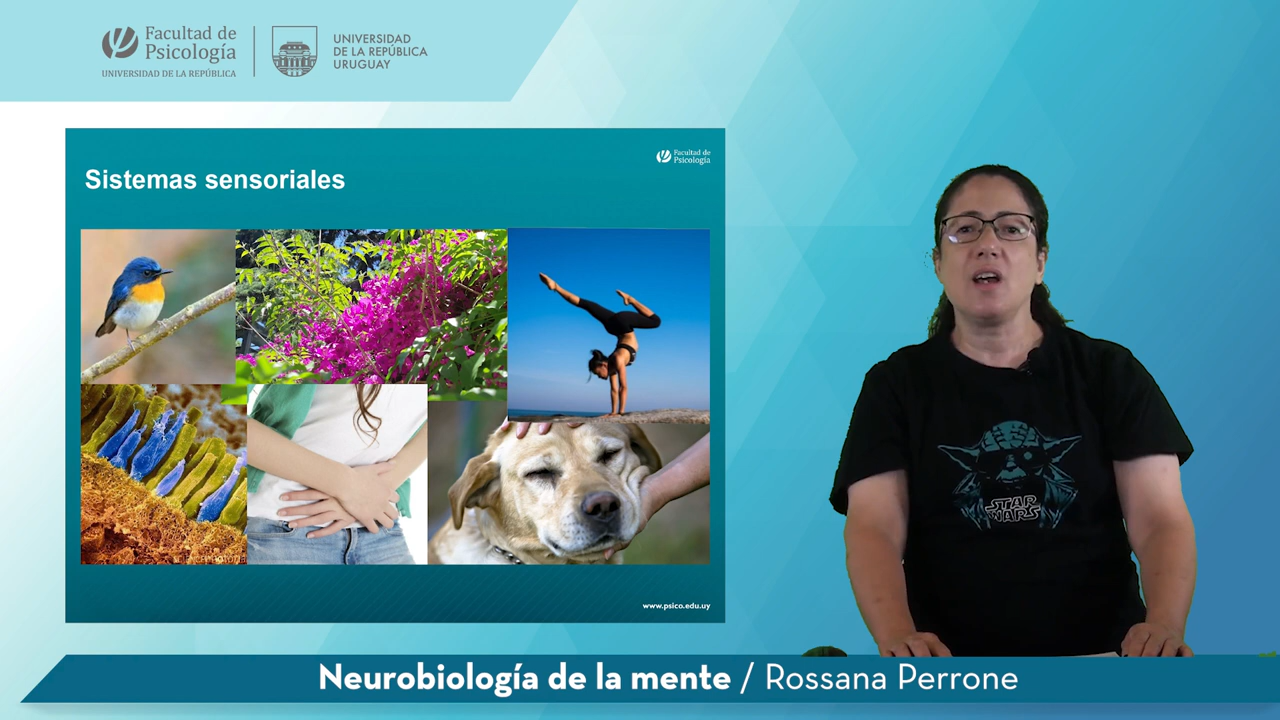 Facultad de
Psicología
UNIVERSIDAD DE LA REPÚBLICA
UNIVERSIDAD
DE LA REPÚBLICA
URUGUAY
Facultad de
Psicología
Sistemas sensoriales
STAR
WARS
www.psico.edu.uy
Neurobiología de la mente / Rossana Perrone